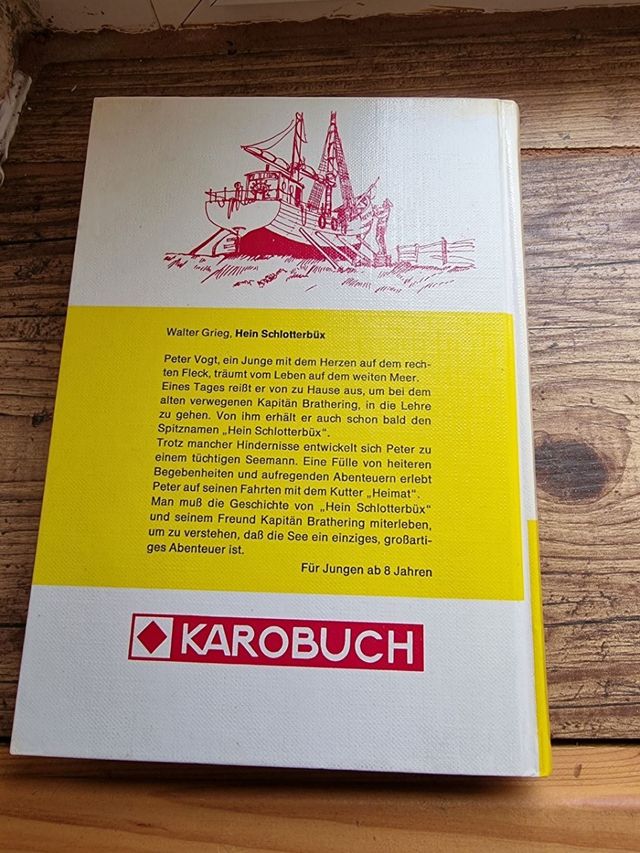 Walter Grieg, Hein Schlotterbüx
Peter Vogt, ein Junge mit dem Herzen auf dem rech-
ten Fleck, träumt vom Leben auf dem weiten Meer.
Eines Tages reißt er von zu Hause aus, um bei dem
alten verwegenen Kapitän Brathering, in die Lehre
zu gehen. Von ihm erhält er auch schon bald den
Spitznamen „Hein Schlotterbüx“.
Trotz mancher Hindernisse entwickelt sich Peter zu
einem tüchtigen Seemann. Eine Fülle von heiteren
Begebenheiten und aufregenden Abenteuern erlebt
Peter auf seinen Fahrten mit dem Kutter „Heimat“.
Man muß die Geschichte von „Hein Schlotterbüx“
und seinem Freund Kapitän Brathering miterleben,
um zu verstehen, daß die See ein einziges, großarti-
ges Abenteuer ist.
Für Jungen ab 8 Jahren
KAROBUCH